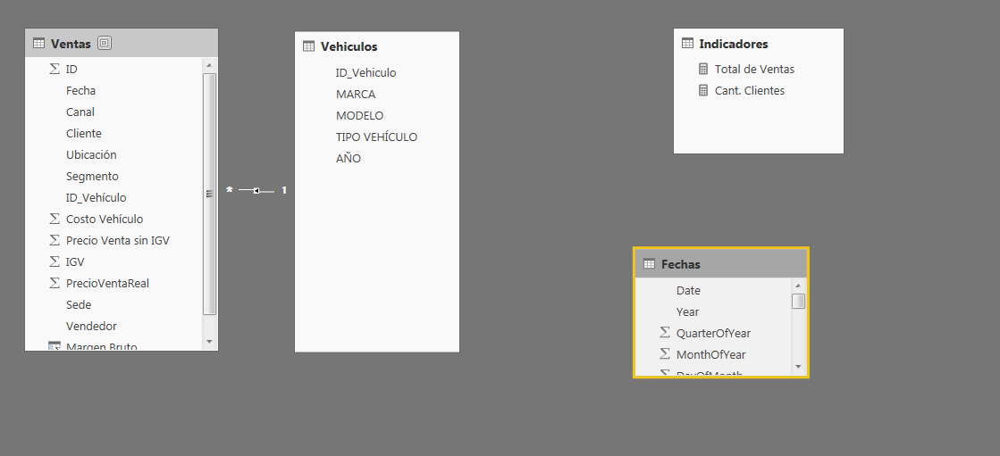 Ventas
ID
Fecha
Canal
Cliente
Ubicación
Segmento
ID_Vehículo
Costo Vehículo
Precio Venta sin IGV
IGV
PrecioVentaReal
Sede
Vendedor
Margen Bruto
* 1
Vehiculos
ID_Vehiculo
MARCA
MODELO
TIPO VEHÍCULO
AÑO
Indicadores
Total de Ventas
Cant. Clientes
Fechas
Date
Year
QuarterOfYear
MonthOfYear
DayOfMonth